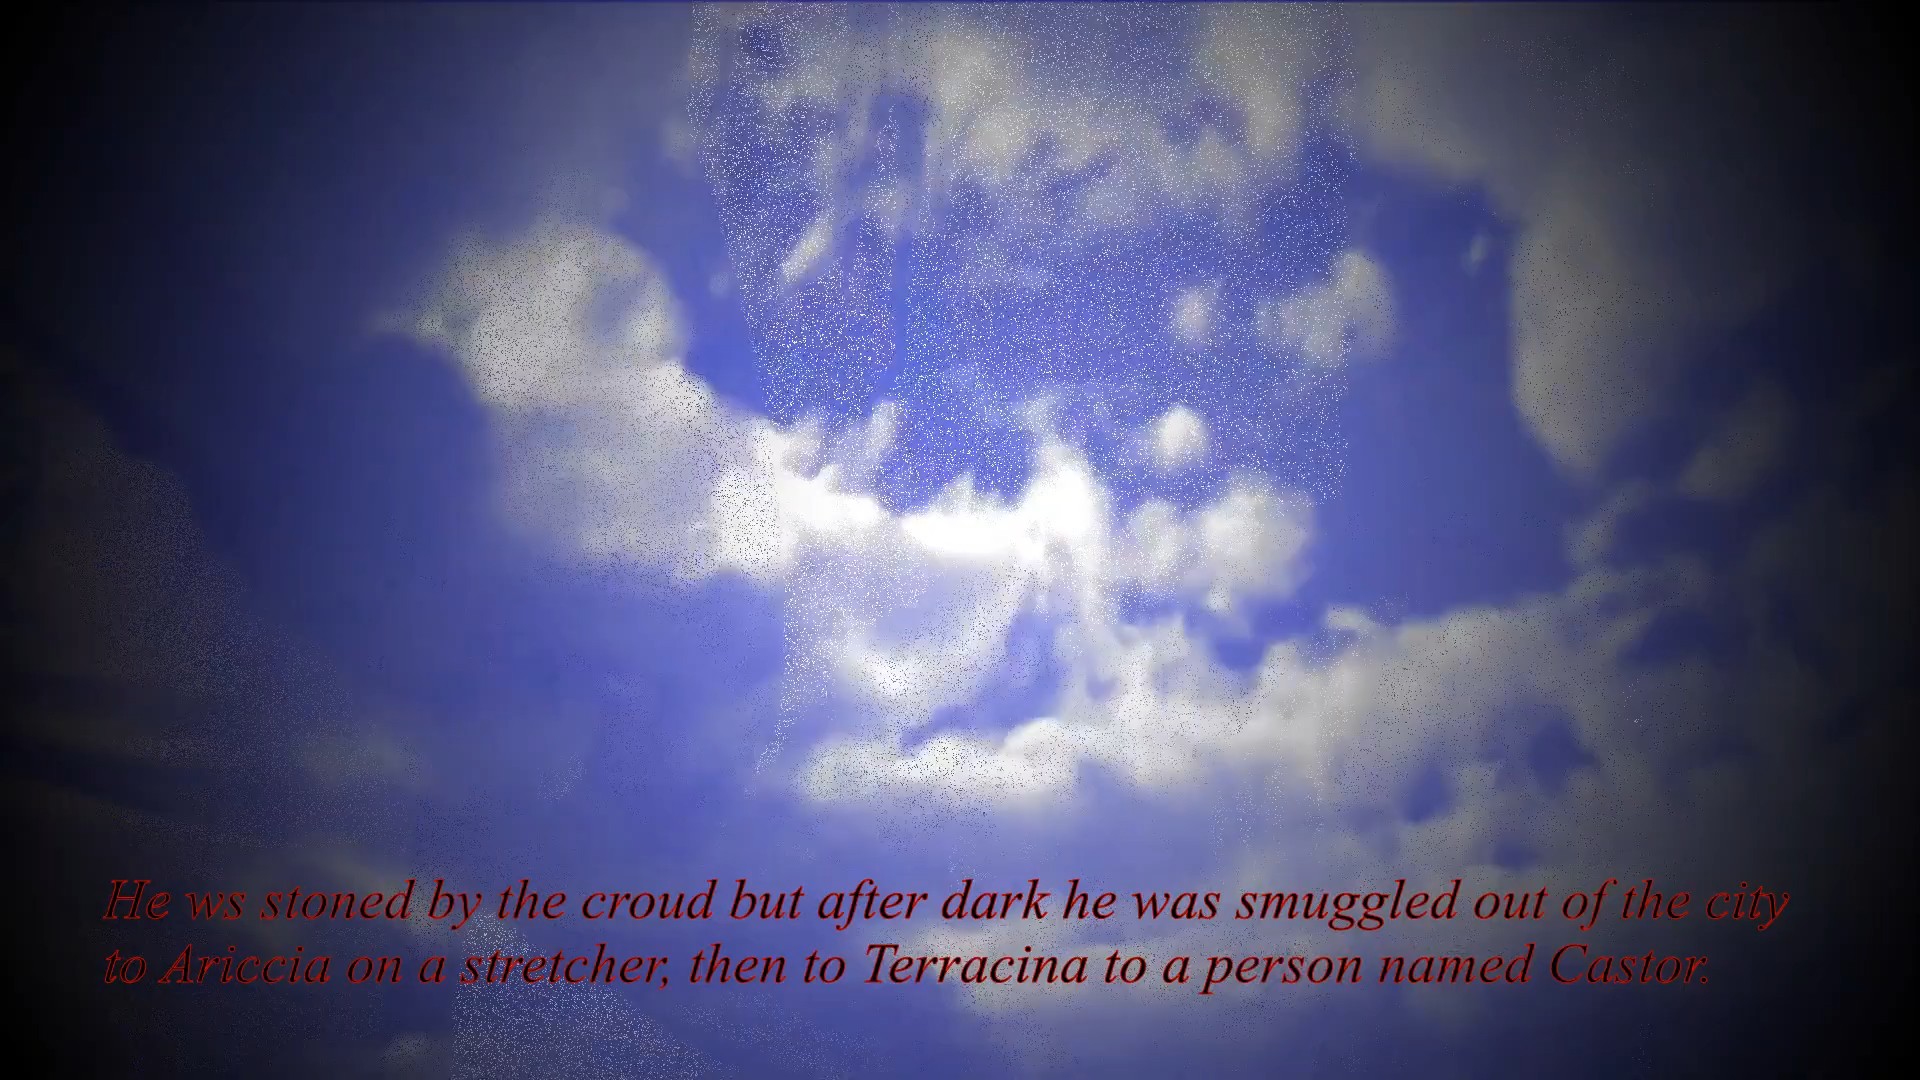 He ws stoned by the croud but after dark he was smuggled out of the city
to Ariccia on a stretcher, then to Terracina to a person named Castor.